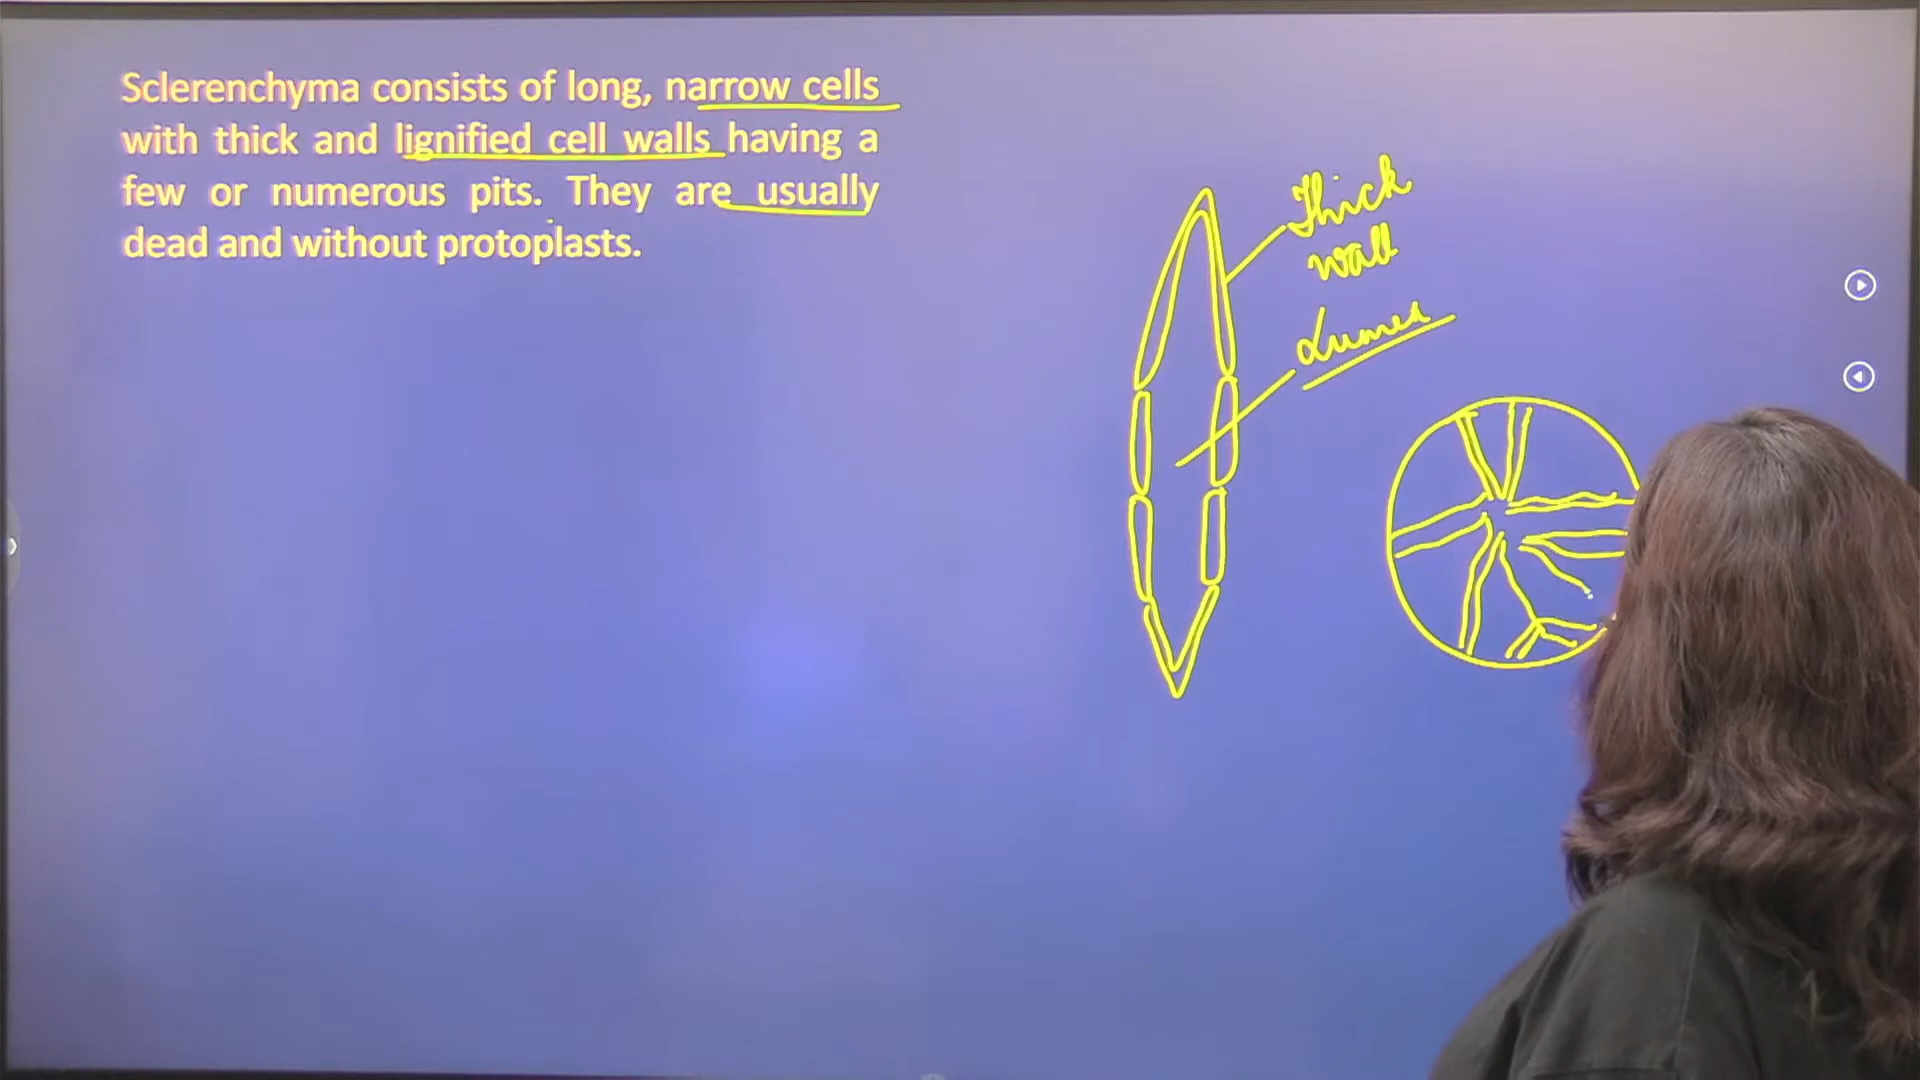 Sclerenchyma consists of long, narrow cells
with thick and lignified cell walls having a
few or numerous pits. They are usually
dead and without protoplasts.
Thick
wall
Lumen